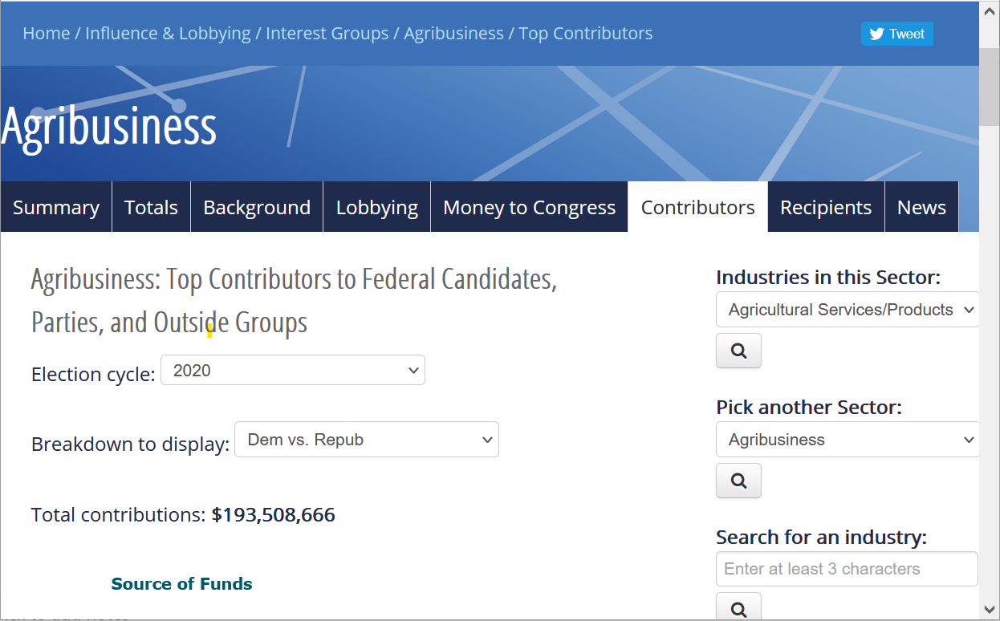 Home / Influence & Lobbying / Interest Groups / Agribusiness / Top Contributors
Tweet
Agribusiness
Summary
Totals
Background
Lobbying
Money to Congress
Contributors
Recipients
News
Agribusiness: Top Contributors to Federal Candidates,
Parties, and Outside Groups
Election cycle: 2020
Breakdown to display: Dem vs. Repub
Total contributions: $193,508,666
Source of Funds
Industries in this Sector:
Agricultural Services/Products
Pick another Sector:
Agribusiness
Search for an industry:
Enter at least 3 characters